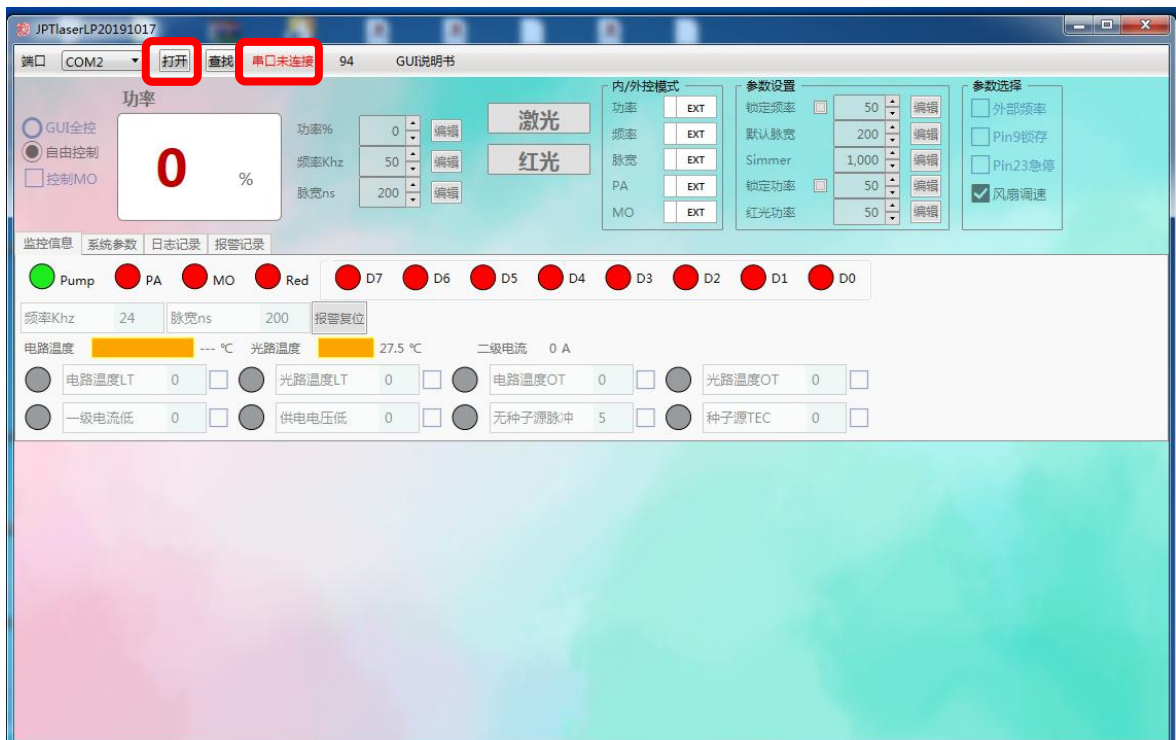 JPTlaserLP20191017
端口 COM2 打开 查找 串口未连接 94 GUI说明书
功率
0 %
GUI全控
自由控制
控制MO
功率% 0 编辑
频率Khz 50 编辑
脉宽ns 200 编辑
激光
红光
内/外控模式
功率 EXT
频率 EXT
脉宽 EXT
PA EXT
MO EXT
参数设置
锁定频率 50 编辑
默认脉宽 200 编辑
Simmer 1,000 编辑
锁定功率 50 编辑
红光功率 50 编辑
参数选择
外部频率
Pin9锁存
Pin23急停
风扇调速
监控信息 系统参数 日志记录 报警记录
Pump PA MO Red D7 D6 D5 D4 D3 D2 D1 D0
频率Khz 24 脉宽ns 200 报警复位
电路温度 --- ℃ 光路温度 27.5 ℃ 二级电流 0 A
电路温度LT 0 光路温度LT 0 电路温度OT 0 光路温度OT 0
一级电流低 0 供电电压低 0 无种子源脉冲 5 种子源TEC 0